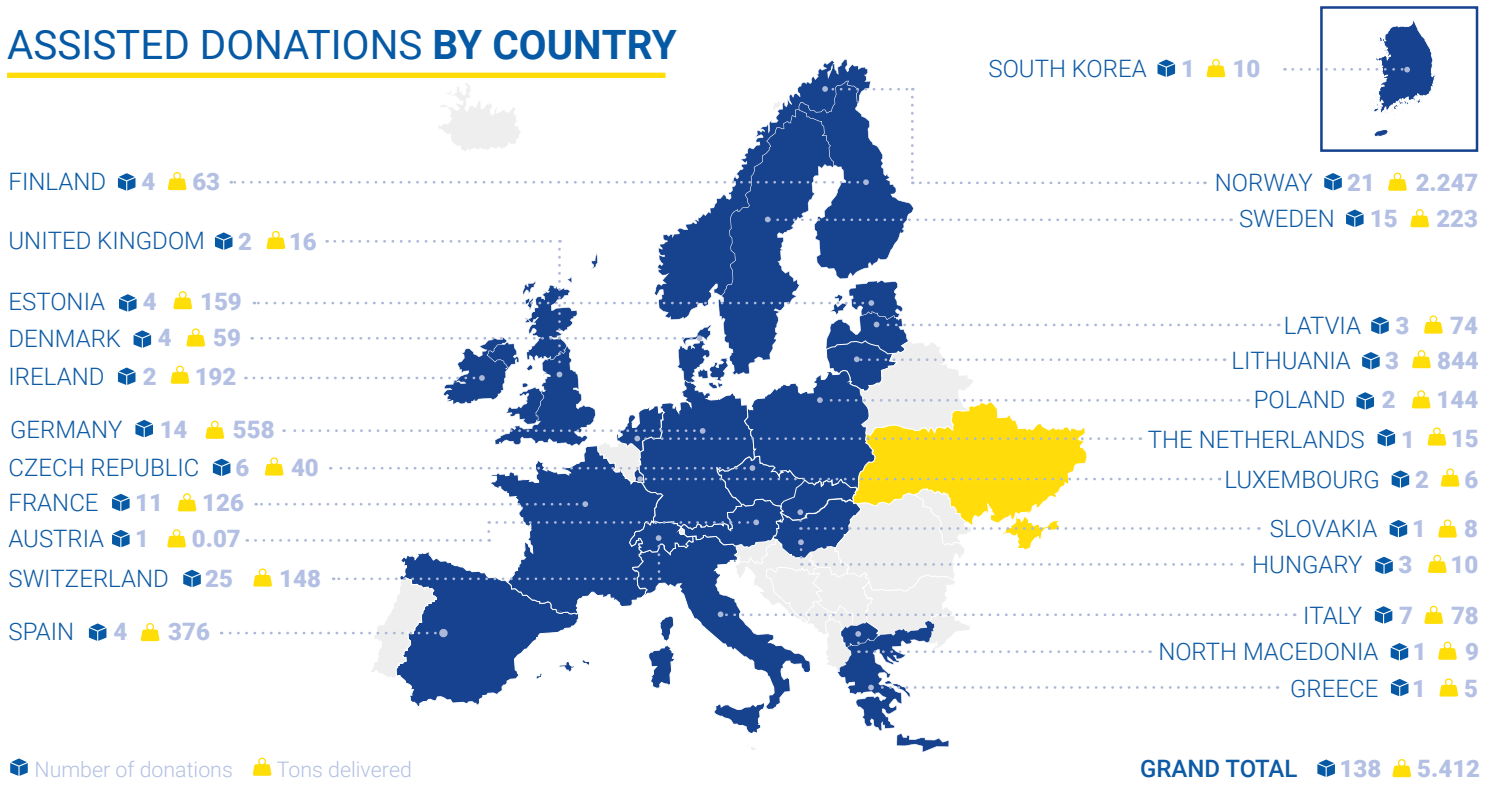 ASSISTED DONATIONS BY COUNTRY
SOUTH KOREA 1 10
FINLAND 4 63
UNITED KINGDOM 2 16
ESTONIA 4 159
DENMARK 4 59
IRELAND 2 192
GERMANY 14 558
CZECH REPUBLIC 6 40
FRANCE 11 126
AUSTRIA 1 0.07
SWITZERLAND 25 148
SPAIN 4 376
NORWAY 21 2.247
SWEDEN 15 223
LATVIA 3 74
LITHUANIA 3 844
POLAND 2 144
THE NETHERLANDS 1 15
LUXEMBOURG 2 6
SLOVAKIA 1 8
HUNGARY 3 10
ITALY 7 78
NORTH MACEDONIA 1 9
GREECE 1 5
Number of donations Tons delivered
GRAND TOTAL 138 5.412